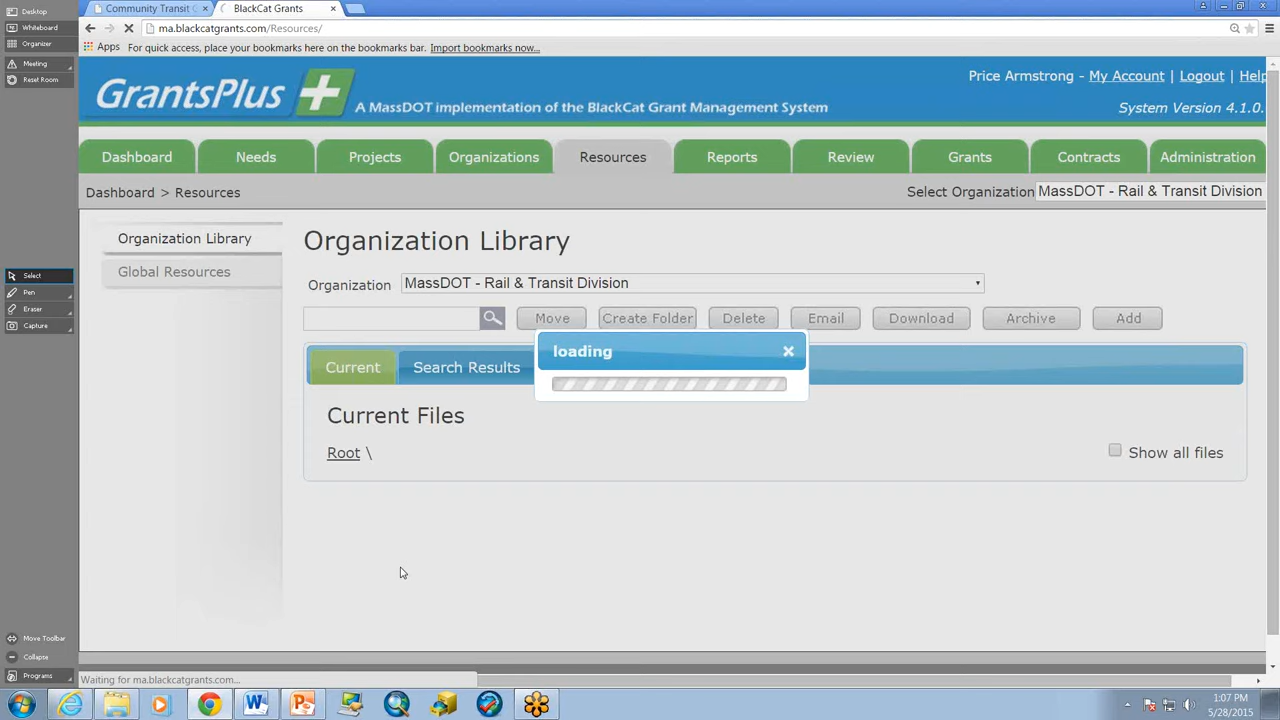 Desktop
Community Transit
BlackCat Grants
Whiteboard
ma.blackcatgrants.com/Resources/
Organizer
Apps For quick access, place your bookmarks here on the bookmarks bar. Import bookmarks now...
Meeting
Reset Room
GrantsPlus +
A MassDOT implementation of the BlackCat Grant Management System
Price Armstrong - My Account | Logout | Help
System Version 4.1.0.
Dashboard Needs Projects Organizations Resources Reports Review Grants Contracts Administration
Dashboard > Resources
Select Organization MassDOT - Rail & Transit Division
Organization Library
Global Resources
Organization Library
Organization MassDOT - Rail & Transit Division
Move Create Folder Delete Email Download Archive Add
loading
Current Search Results
Current Files
Root \
Show all files
Select
Pen
Eraser
Capture
Move Toolbar
Collapse
Programs
Waiting for ma.blackcatgrants.com...
1:07 PM
5/28/2015